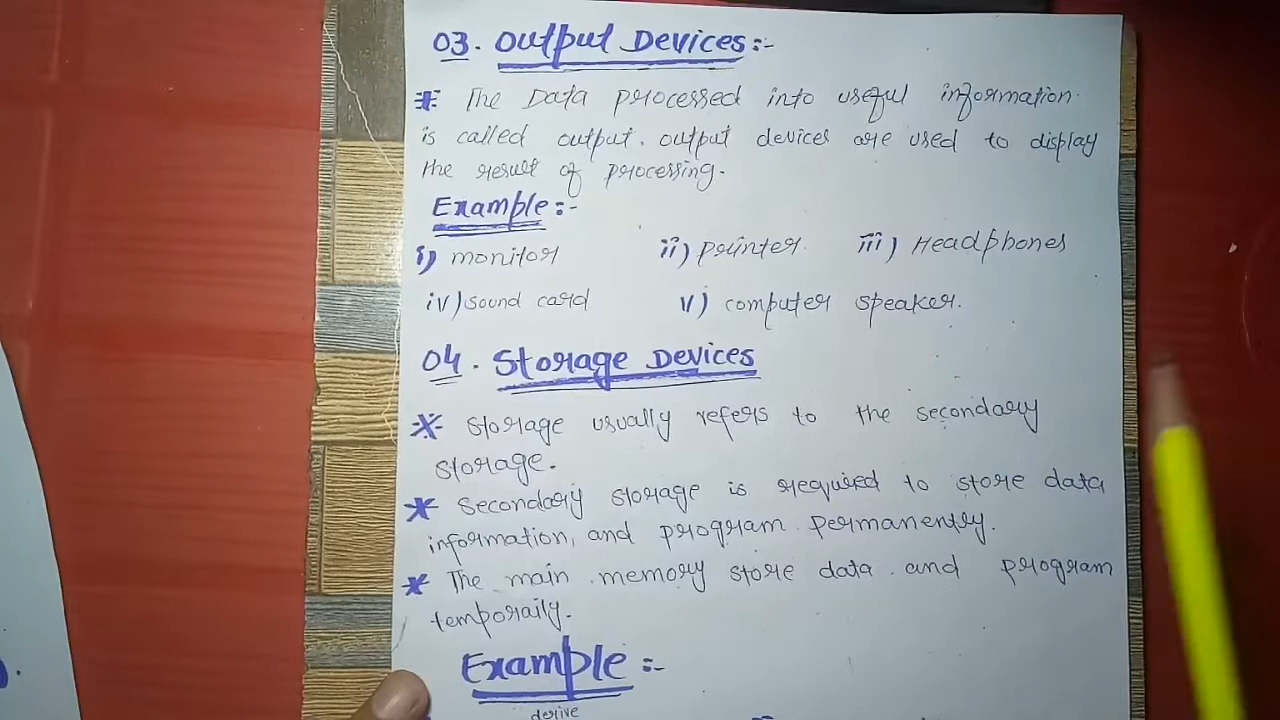 03. Output Devices:-
* The Data processed into useful information
is called output. output devices are used to display
the result of processing.
Example:-
i) monitor ii) printer iii) Headphones
iv) sound card v) computer speaker.
04. Storage Devices
* Storage usually refers to the secondary
storage.
* Secondary storage is required to store data
information, and program permanently.
* The main memory store data and program
temporaily.
Example:-